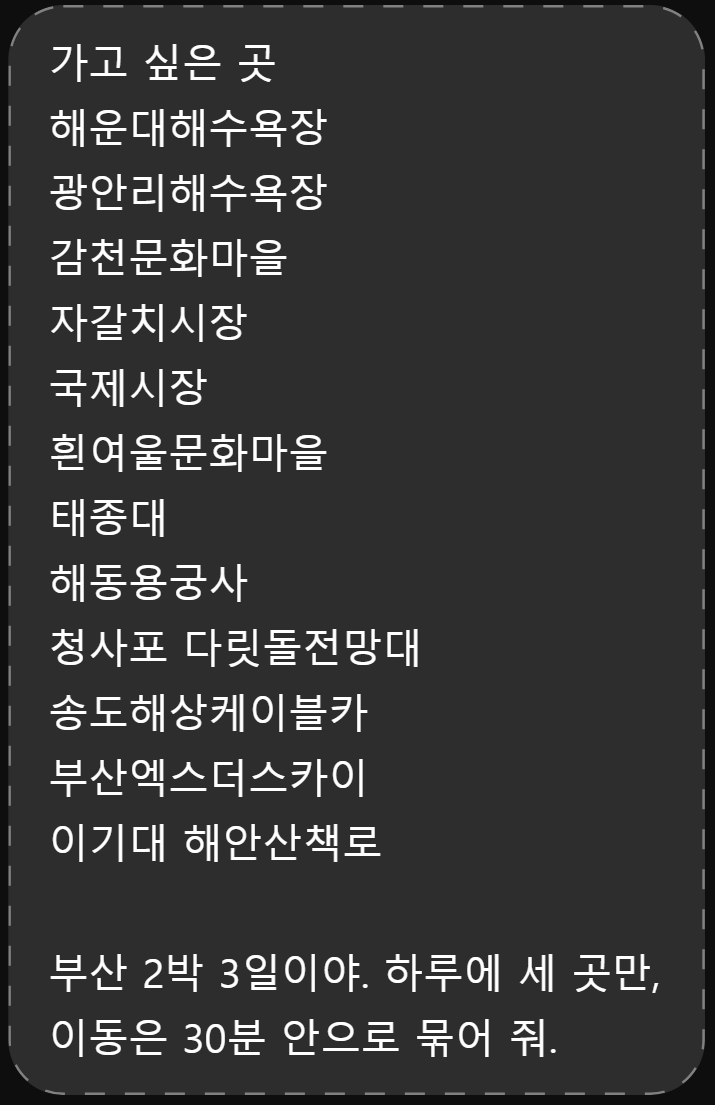 가고 싶은 곳
해운대해수욕장
광안리해수욕장
감천문화마을
자갈치시장
국제시장
흰여울문화마을
태종대
해동용궁사
청사포 다릿돌전망대
송도해상케이블카
부산엑스더스카이
이기대 해안산책로

부산 2박 3일이야. 하루에 세 곳만,
이동은 30분 안으로 묶어 줘.